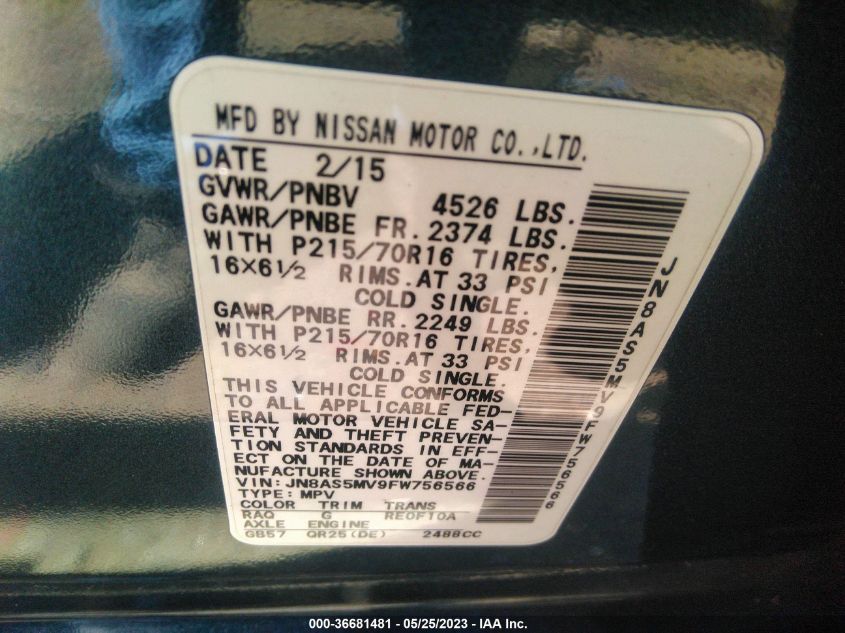 MFD BY NISSAN MOTOR CO.,LTD.
DATE 2/15
GVWR/PNBV 4526 LBS.
GAWR/PNBE FR. 2374 LBS.
WITH P215/70R16 TIRES,
16X6½ RIMS.AT 33 PSI
COLD SINGLE.
GAWR/PNBE RR. 2249 LBS.
WITH P215/70R16 TIRES,
16X6½ RIMS.AT 33 PSI
COLD SINGLE.
THIS VEHICLE CONFORMS
TO ALL APPLICABLE FED-
ERAL MOTOR VEHICLE SA-
FETY AND THEFT PREVEN-
TION STANDARDS IN EFF-
ECT ON THE DATE OF MA-
NUFACTURE SHOWN ABOVE.
VIN: JN8AS5MV9FW756566
TYPE: MPV
COLOR TRIM TRANS
RAQ G RE0F10A
AXLE ENGINE
GB57 QR25(DE) 2488CC
JN8AS5MV9FW756566
000-36681481 - 05/25/2023 - IAA Inc.